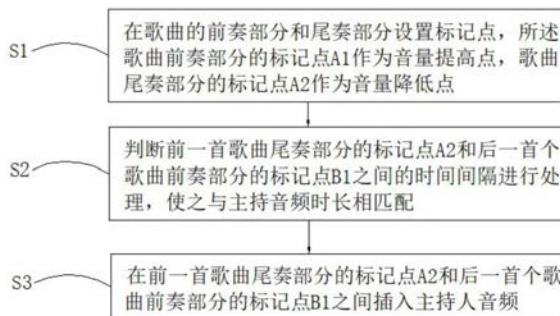 S1
在歌曲的前奏部分和尾奏部分设置标记点，所述
歌曲前奏部分的标记点A1作为音量提高点，歌曲
尾奏部分的标记点A2作为音量降低点
S2
判断前一首歌曲尾奏部分的标记点A2和后一首个
歌曲前奏部分的标记点B1之间的时间间隔进行处
理，使之与主持音频时长相匹配
S3
在前一首歌曲尾奏部分的标记点A2和后一首个歌
曲前奏部分的标记点B1之间插入主持人音频